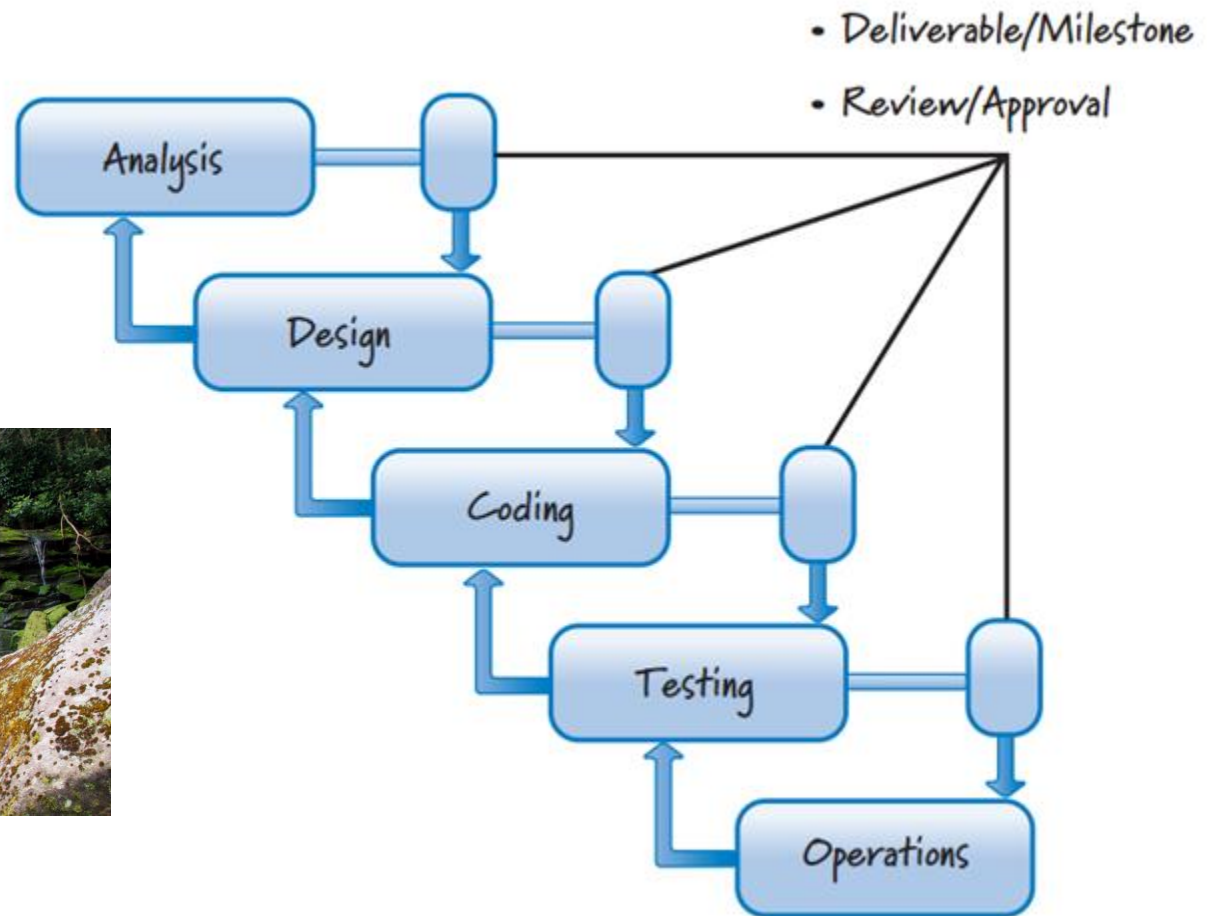 • Deliverable/Milestone
• Review/Approval
Analysis
Design
Coding
Testing
Operations